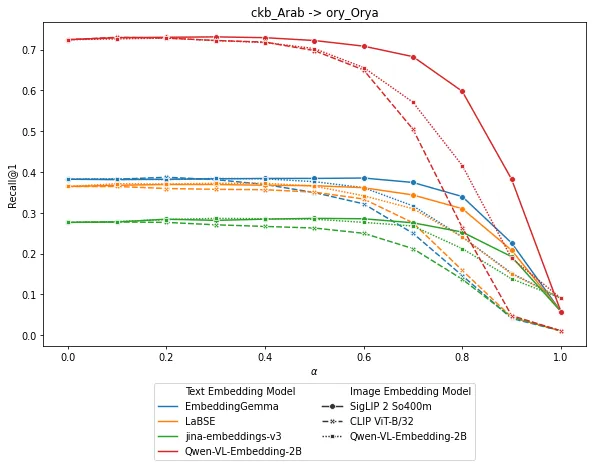 ckb_Arab -> ory_Orya
0.7
0.6
0.5
0.4
0.3
0.2
0.1
0.0
Recall@1
0.0 0.2 0.4 0.6 0.8 1.0
α
Text Embedding Model
EmbeddingGemma
LaBSE
jina-embeddings-v3
Qwen-VL-Embedding-2B
Image Embedding Model
SigLIP 2 So400m
CLIP ViT-B/32
Qwen-VL-Embedding-2B